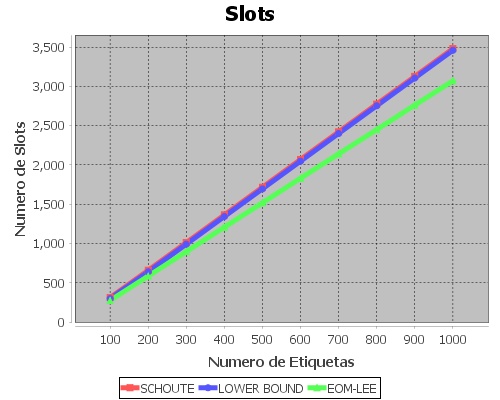 Slots
Numero de Slots
3,500
3,000
2,500
2,000
1,500
1,000
500
0
100 200 300 400 500 600 700 800 900 1000
Numero de Etiquetas
SCHOUTE LOWER BOUND EOM-LEE